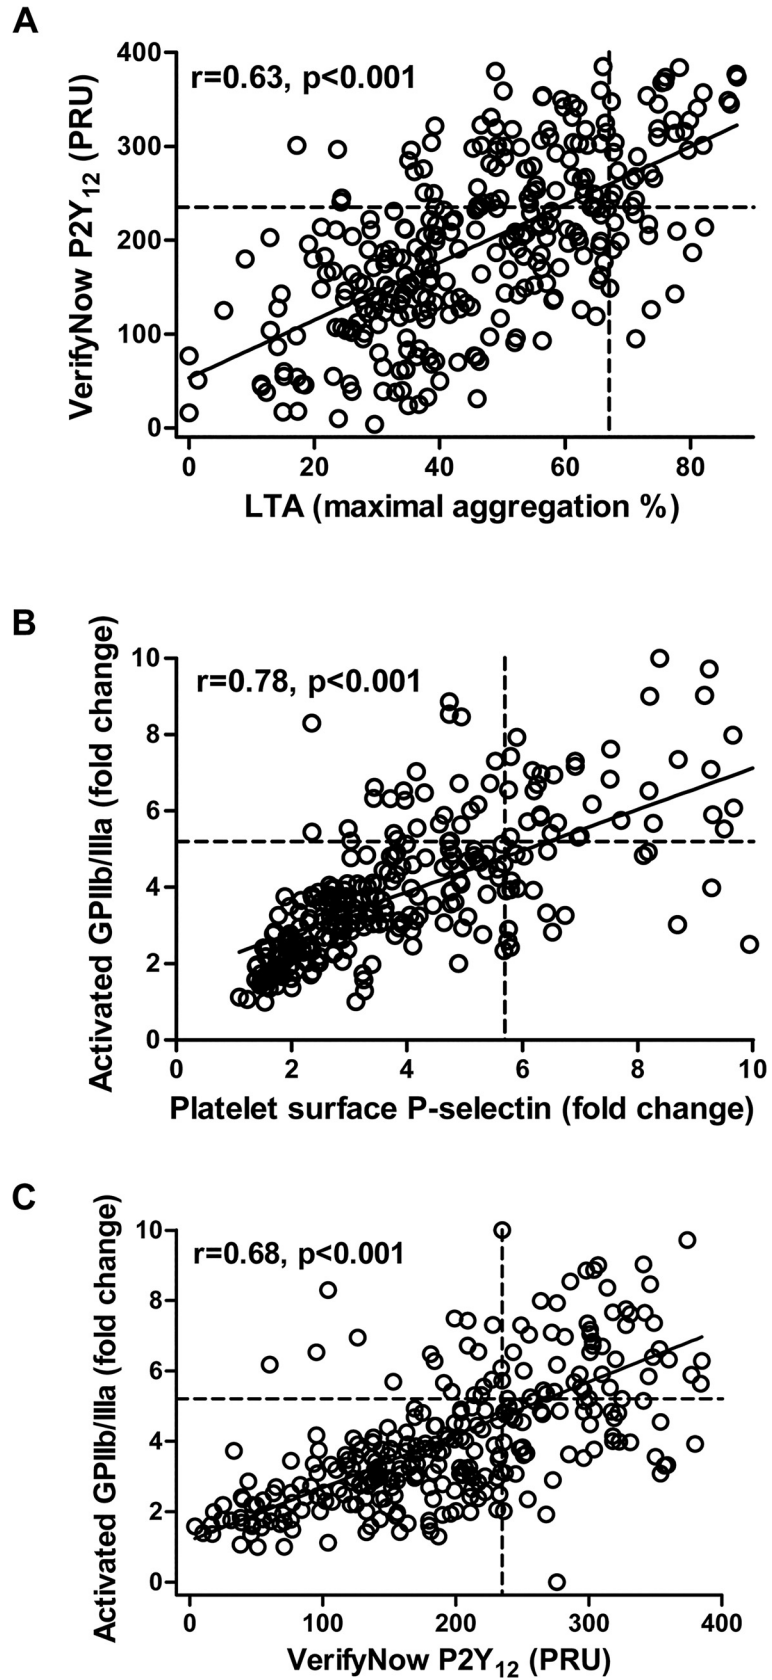 A
r=0.63, p<0.001
VerifyNow P2Y12 (PRU)
400
300
200
100
0
0 20 40 60 80
LTA (maximal aggregation %)
B
r=0.78, p<0.001
Activated GPIIb/IIIa (fold change)
10
8
6
4
2
0
0 2 4 6 8 10
Platelet surface P-selectin (fold change)
C
r=0.68, p<0.001
Activated GPIIb/IIIa (fold change)
10
8
6
4
2
0
0 100 200 300 400
VerifyNow P2Y12 (PRU)